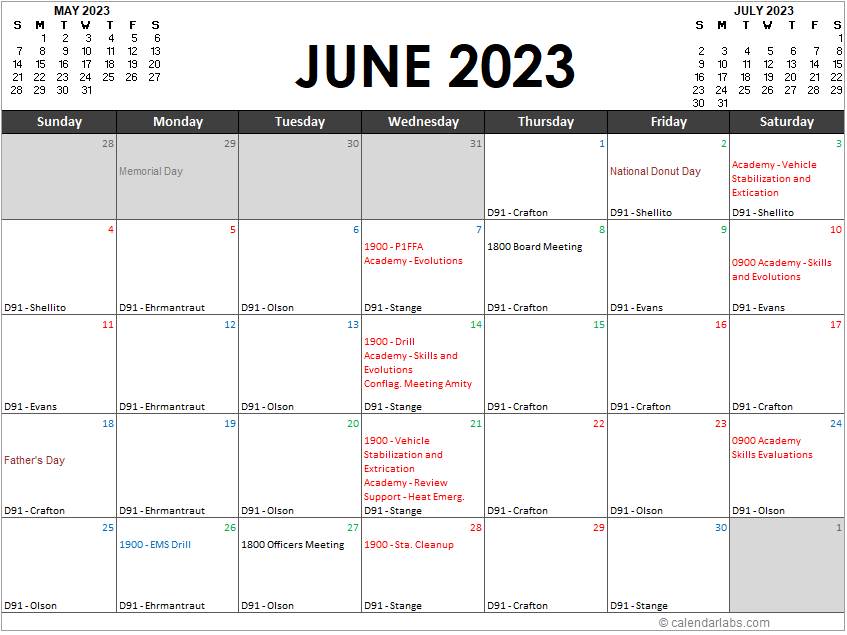 MAY 2023
S M T W T F S
1 2 3 4 5 6
7 8 9 10 11 12 13
14 15 16 17 18 19 20
21 22 23 24 25 26 27
28 29 30 31
JUNE 2023
JULY 2023
S M T W T F S
1
2 3 4 5 6 7 8
9 10 11 12 13 14 15
16 17 18 19 20 21 22
23 24 25 26 27 28 29
30 31
Sunday Monday Tuesday Wednesday Thursday Friday Saturday
28 29 30 31 1 2 3
Memorial Day
National Donut Day
Academy - Vehicle
Stabilization and
Extication
D91 - Crafton D91 - Shellito D91 - Shellito
4 5 6 7 8 9 10
1900 - P1FFA
Academy - Evolutions
1800 Board Meeting
0900 Academy - Skills
and Evolutions
D91 - Shellito D91 - Ehrmantraut D91 - Olson D91 - Stange D91 - Crafton D91 - Evans D91 - Evans
11 12 13 14 15 16 17
1900 - Drill
Academy - Skills and
Evolutions
Conflag. Meeting Amity
D91 - Evans D91 - Ehrmantraut D91 - Olson D91 - Stange D91 - Crafton D91 - Crafton D91 - Crafton
18 19 20 21 22 23 24
Father's Day
1900 - Vehicle
Stabilization and
Extrication
Academy - Review
Support - Heat Emerg.
0900 Academy
Skills Evaluations
D91 - Crafton D91 - Ehrmantraut D91 - Olson D91 - Stange D91 - Crafton D91 - Olson D91 - Olson
25 26 27 28 29 30 1
1900 - EMS Drill
1800 Officers Meeting
1900 - Sta. Cleanup
D91 - Olson D91 - Ehrmantraut D91 - Olson D91 - Stange D91 - Crafton D91 - Stange
© calendarlabs.com